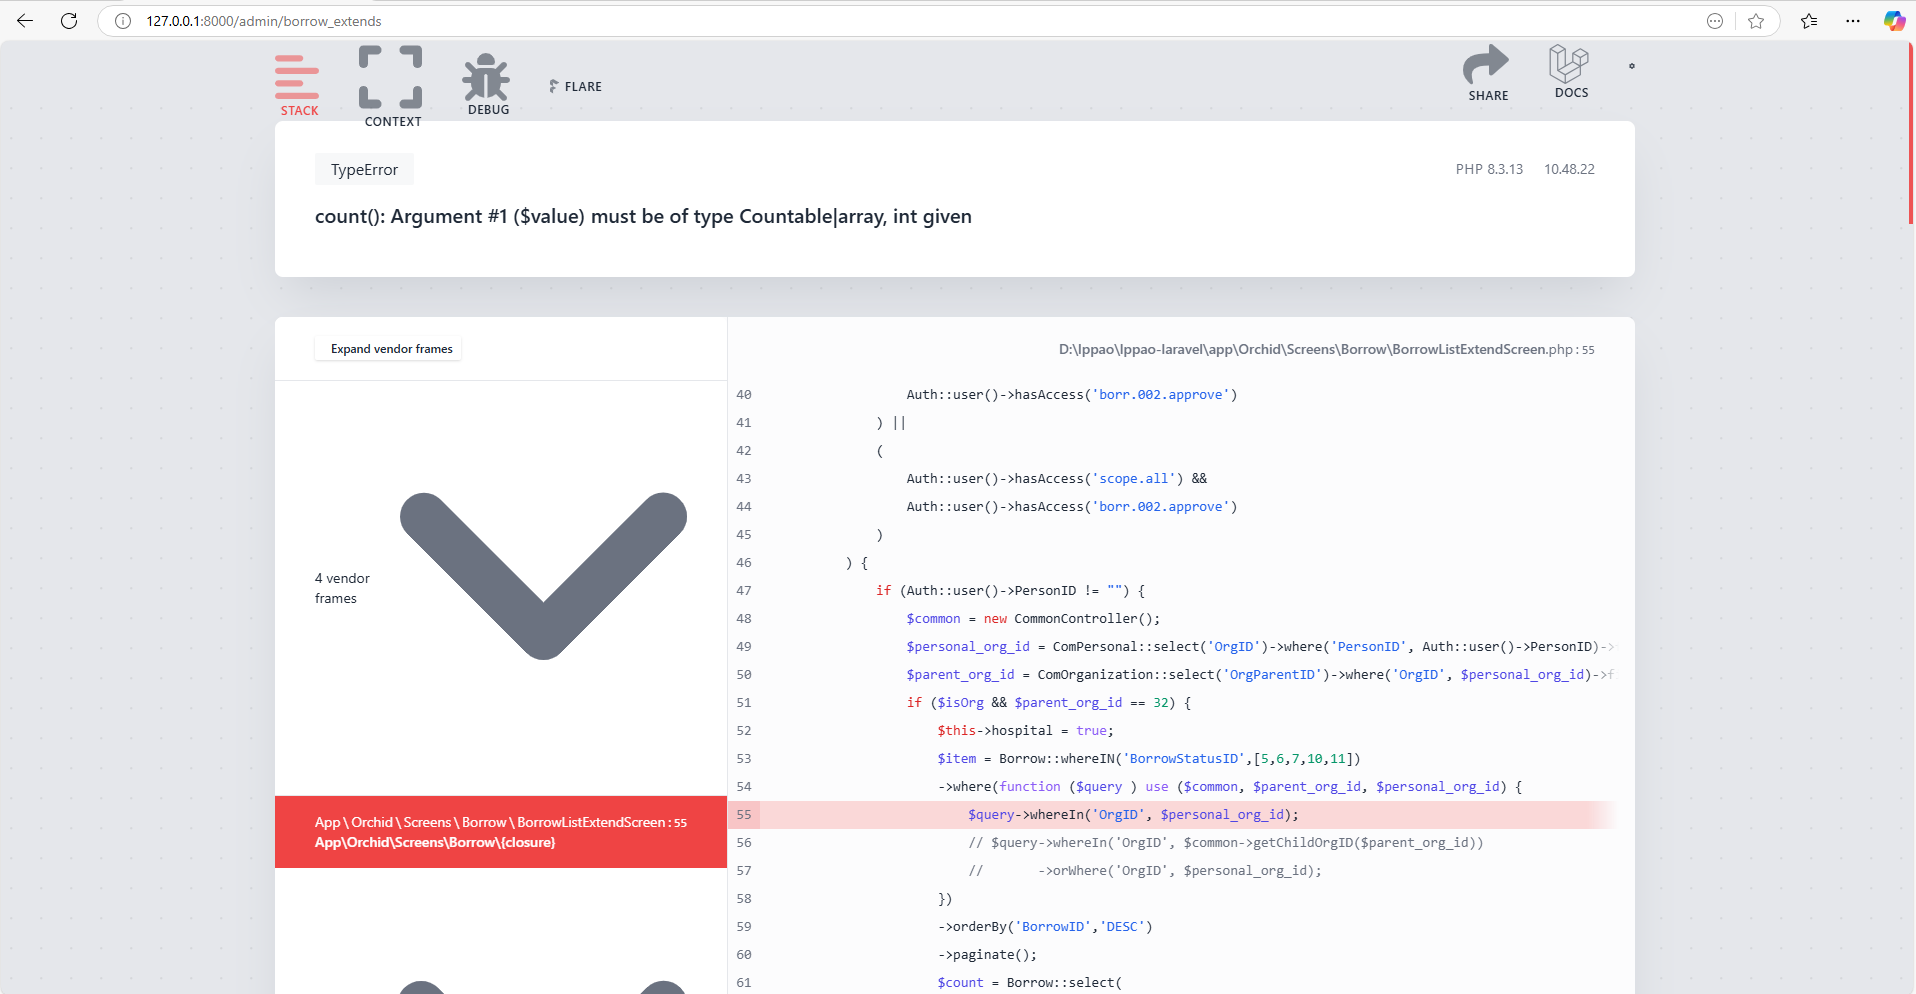 127.0.0.1:8000/admin/borrow_extends
STACK
CONTEXT
DEBUG
FLARE
SHARE
DOCS
TypeError
PHP 8.3.13 10.48.22
count(): Argument #1 ($value) must be of type Countable|array, int given
Expand vendor frames
4 vendor
frames
App \ Orchid \ Screens \ Borrow \ BorrowListExtendScreen : 55
App\Orchid\Screens\Borrow\{closure}
D:\Ippao\Ippao-laravel\app\Orchid\Screens\Borrow\BorrowListExtendScreen.php : 55
40 Auth::user()->hasAccess('borr.002.approve')
41 ) ||
42 (
43 Auth::user()->hasAccess('scope.all') &&
44 Auth::user()->hasAccess('borr.002.approve')
45 )
46 ) {
47 if (Auth::user()->PersonID != "") {
48 $common = new CommonController();
49 $personal_org_id = ComPersonal::select('OrgID')->where('PersonID', Auth::user()->PersonID)->
50 $parent_org_id = ComOrganization::select('OrgParentID')->where('OrgID', $personal_org_id)->f
51 if ($isOrg && $parent_org_id == 32) {
52 $this->hospital = true;
53 $item = Borrow::whereIN('BorrowStatusID',[5,6,7,10,11])
54 ->where(function ($query ) use ($common, $parent_org_id, $personal_org_id) {
55 $query->whereIn('OrgID', $personal_org_id);
56 // $query->whereIn('OrgID', $common->getChildOrgID($parent_org_id))
57 // ->orWhere('OrgID', $personal_org_id);
58 })
59 ->orderBy('BorrowID','DESC')
60 ->paginate();
61 $count = Borrow::select(